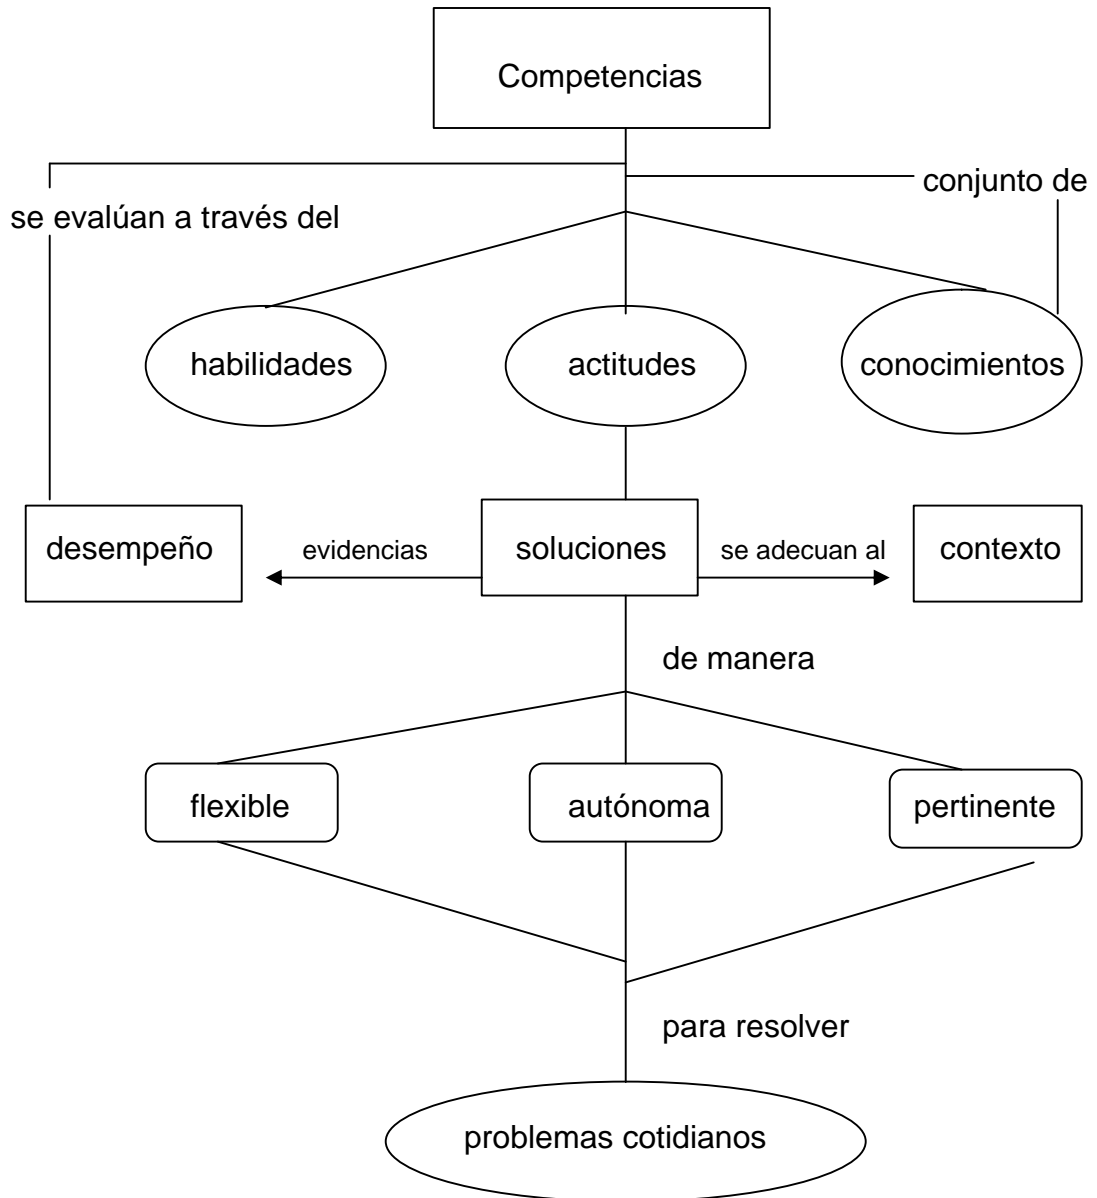 Competencias
conjunto de
se evalúan a través del
habilidades
actitudes
conocimientos
desempeño
evidencias
soluciones
se adecuan al
contexto
de manera
flexible
autónoma
pertinente
para resolver
problemas cotidianos